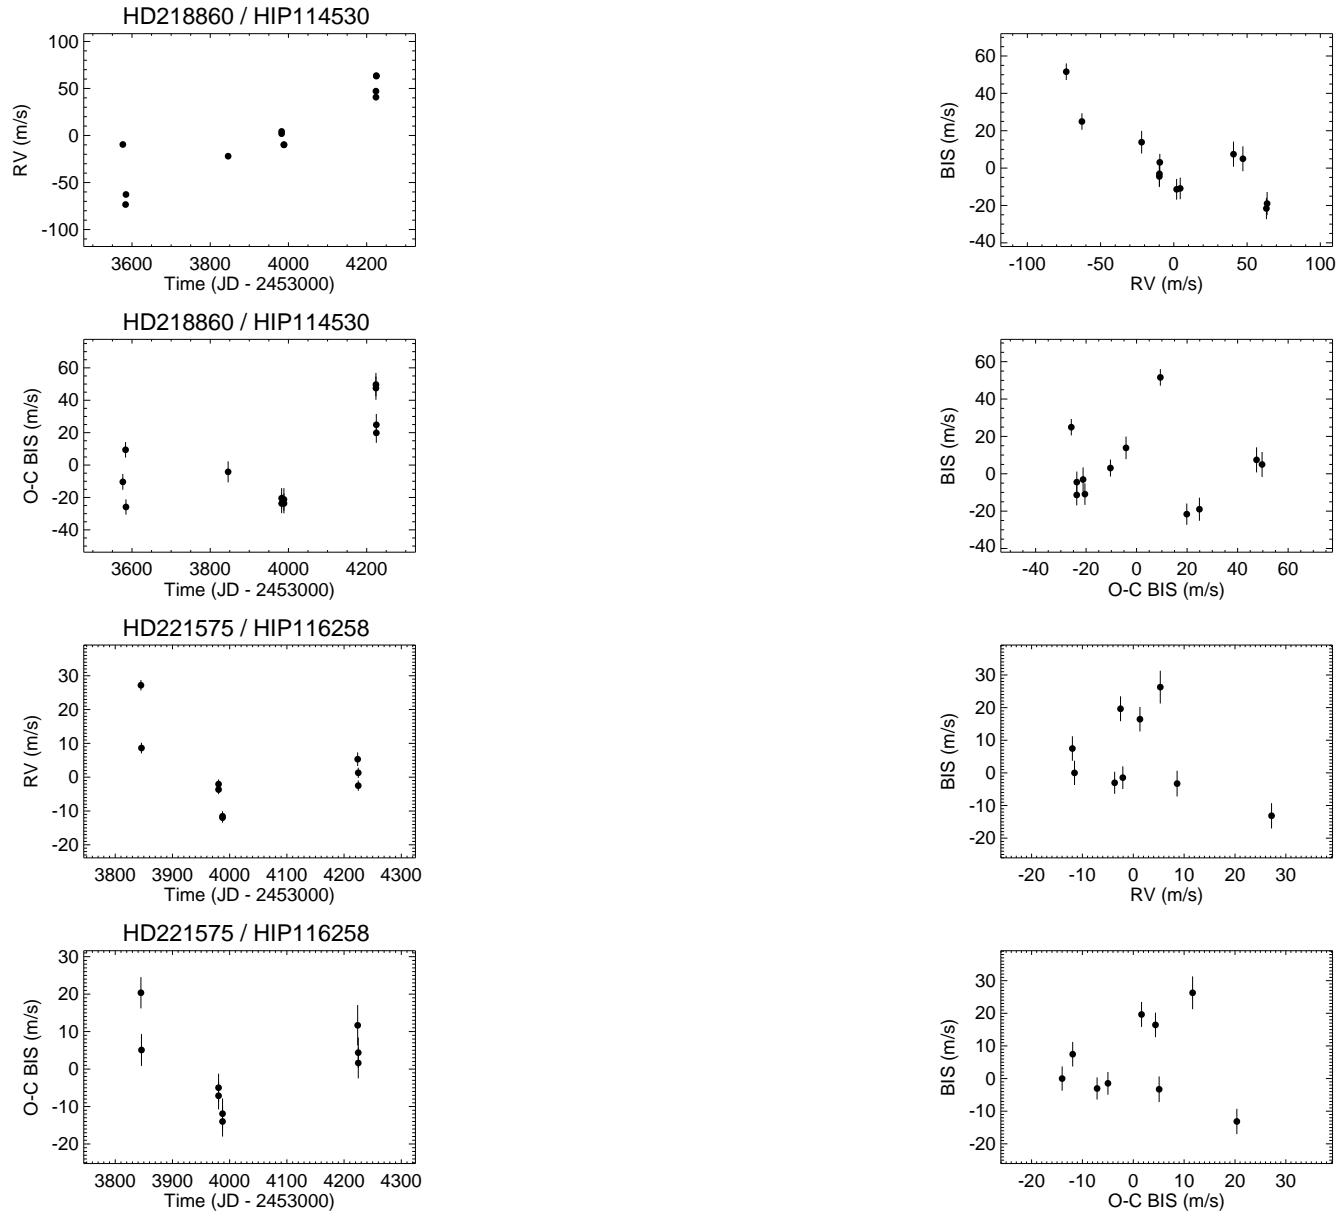 HD218860 / HIP114530
100
50
0
-50
-100
RV (m/s)
3600 3800 4000 4200
Time (JD - 2453000)
60
40
20
0
-20
-40
BIS (m/s)
-100 -50 0 50 100
RV (m/s)
HD218860 / HIP114530
60
40
20
0
-20
-40
O-C BIS (m/s)
3600 3800 4000 4200
Time (JD - 2453000)
60
40
20
0
-20
-40
BIS (m/s)
-40 -20 0 20 40 60
O-C BIS (m/s)
HD221575 / HIP116258
30
20
10
0
-10
-20
RV (m/s)
3800 3900 4000 4100 4200 4300
Time (JD - 2453000)
30
20
10
0
-10
-20
BIS (m/s)
-20 -10 0 10 20 30
RV (m/s)
HD221575 / HIP116258
30
20
10
0
-10
-20
O-C BIS (m/s)
3800 3900 4000 4100 4200 4300
Time (JD - 2453000)
30
20
10
0
-10
-20
BIS (m/s)
-20 -10 0 10 20 30
O-C BIS (m/s)